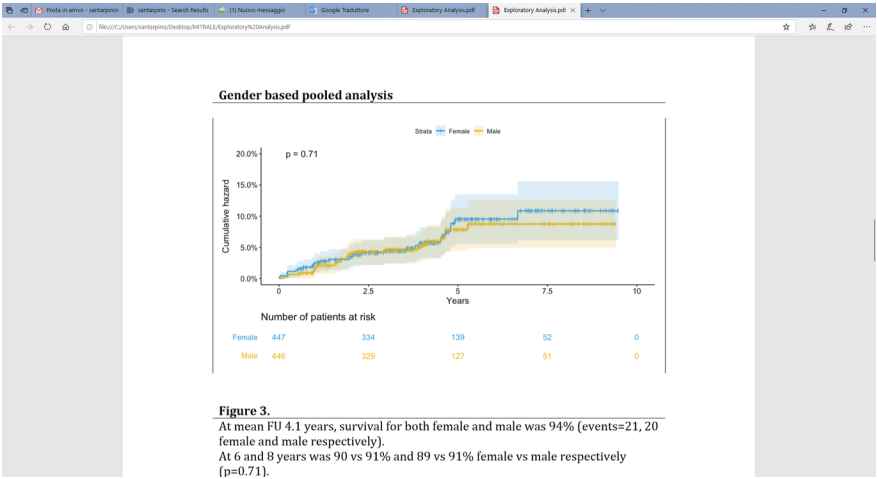 Posta in arrivo - santarpino
santarpino - Search Results
(1) Nuovo messaggio
Google Traduttore
Exploratory Analysis.pdf
Exploratory Analysis.pdf
file:///C:/Users/santarpino/Desktop/MITRALE/Exploratory%20Analysis.pdf
Gender based pooled analysis
Strata Female Male
p = 0.71
20.0%
15.0%
10.0%
5.0%
0.0%
Cumulative hazard
0 2.5 5 7.5 10
Years
Number of patients at risk
Female 447 334 139 52 0
Male 446 329 127 51 0
Figure 3.
At mean FU 4.1 years, survival for both female and male was 94% (events=21, 20
female and male respectively).
At 6 and 8 years was 90 vs 91% and 89 vs 91% female vs male respectively
(p=0.71).